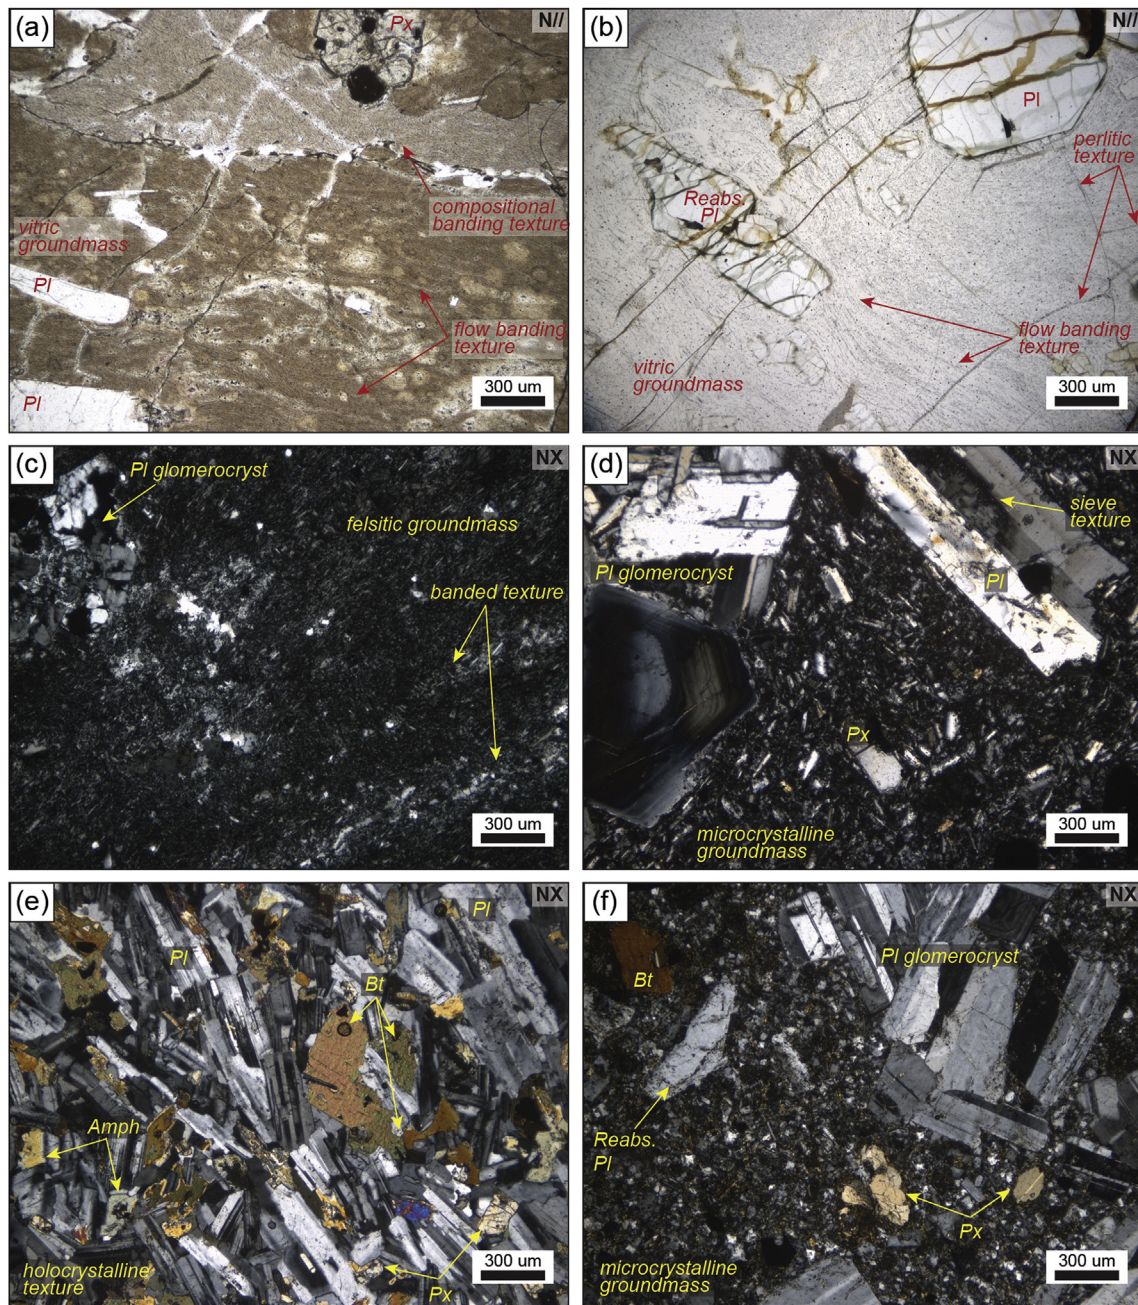 (a)
N//
Px
compositional
banding texture
vitric
groundmass
Pl
flow banding
texture
Pl
300 um
(b)
N//
Pl
perlitic
texture
Reabs.
Pl
flow banding
texture
vitric
groundmass
300 um
(c)
NX
Pl glomerocryst
felsitic groundmass
banded texture
300 um
(d)
NX
sieve
texture
Pl glomerocryst
Pl
Px
microcrystalline
groundmass
300 um
(e)
NX
Pl
Pl
Bt
Amph
holocrystalline
texture
Px
300 um
(f)
NX
Pl glomerocryst
Bt
Reabs.
Pl
Px
microcrystalline
groundmass
300 um